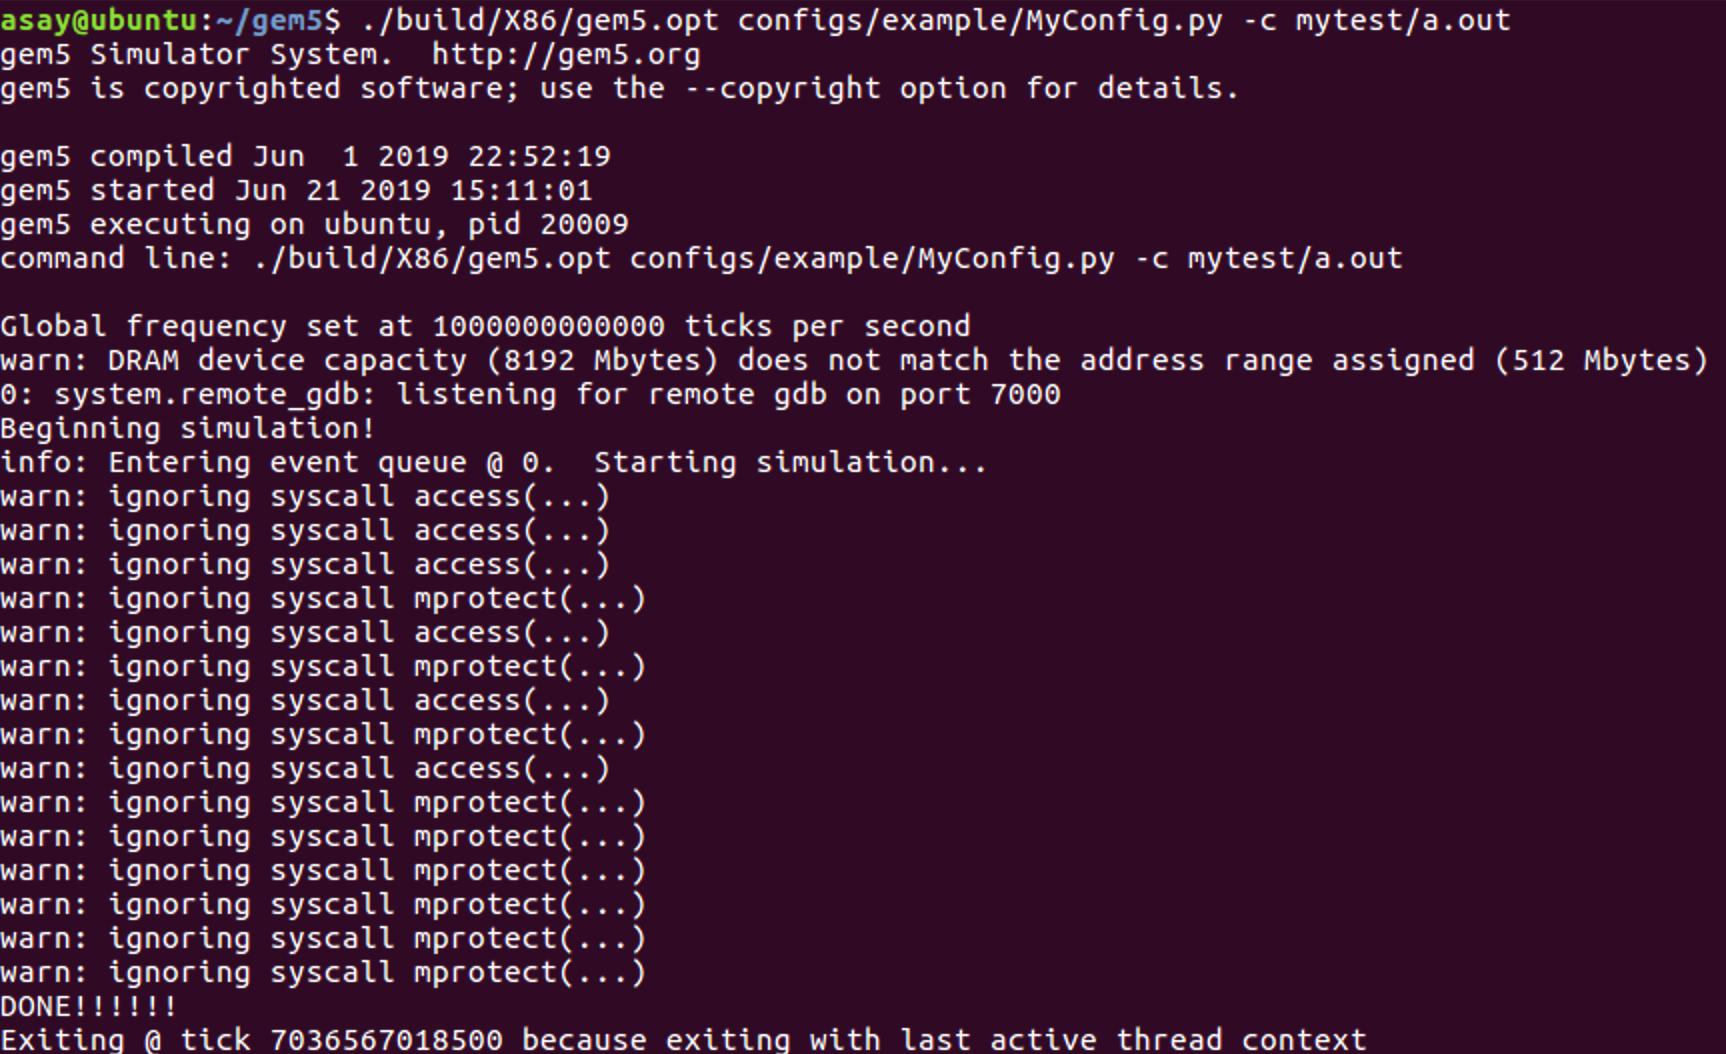 asay@ubuntu:~/gem5$ ./build/X86/gem5.opt configs/example/MyConfig.py -c mytest/a.out
gem5 Simulator System.  http://gem5.org
gem5 is copyrighted software; use the --copyright option for details.

gem5 compiled Jun  1 2019 22:52:19
gem5 started Jun 21 2019 15:11:01
gem5 executing on ubuntu, pid 20009
command line: ./build/X86/gem5.opt configs/example/MyConfig.py -c mytest/a.out

Global frequency set at 1000000000000 ticks per second
warn: DRAM device capacity (8192 Mbytes) does not match the address range assigned (512 Mbytes)
0: system.remote_gdb: listening for remote gdb on port 7000
Beginning simulation!
info: Entering event queue @ 0.  Starting simulation...
warn: ignoring syscall access(...)
warn: ignoring syscall access(...)
warn: ignoring syscall access(...)
warn: ignoring syscall mprotect(...)
warn: ignoring syscall access(...)
warn: ignoring syscall mprotect(...)
warn: ignoring syscall access(...)
warn: ignoring syscall mprotect(...)
warn: ignoring syscall access(...)
warn: ignoring syscall mprotect(...)
warn: ignoring syscall mprotect(...)
warn: ignoring syscall mprotect(...)
warn: ignoring syscall mprotect(...)
warn: ignoring syscall mprotect(...)
warn: ignoring syscall mprotect(...)
DONE!!!!!!
Exiting @ tick 7036567018500 because exiting with last active thread context